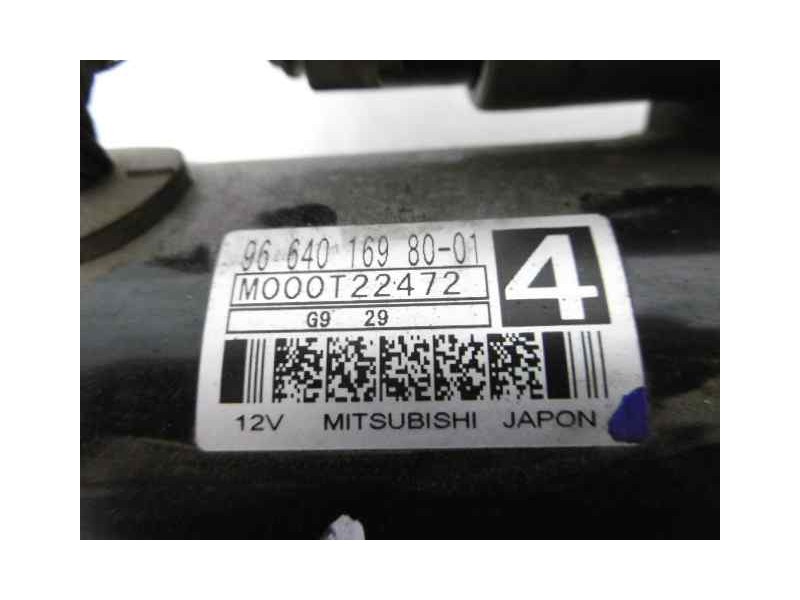 96 640 169 80-01
4
M000T22472
G9 29
12V MITSUBISHI JAPON